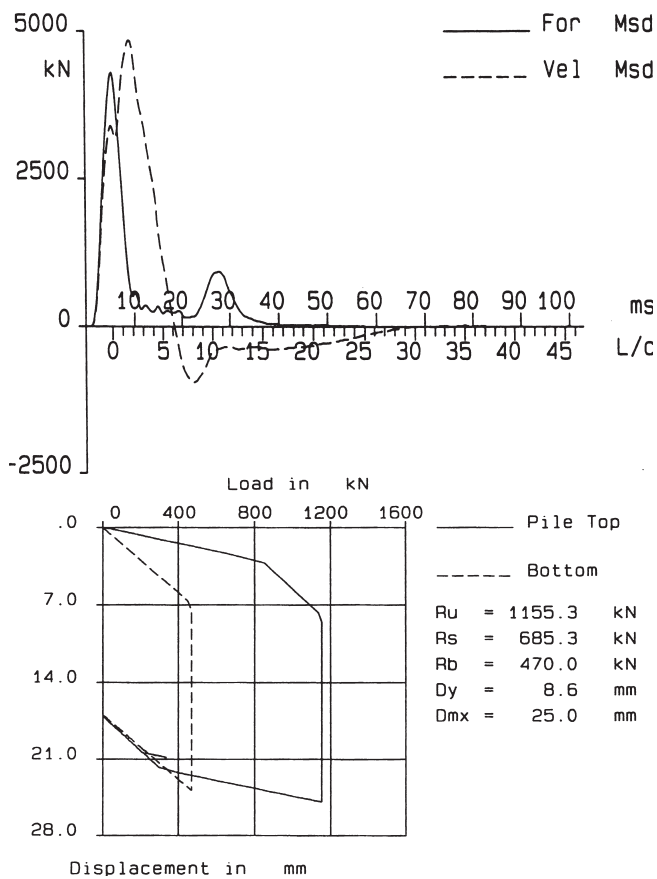 5000
kN
For Msd
Vel Msd
2500
10 20 30 40 50 60 70 80 90 100 ms
0
0 5 10 15 20 25 30 35 40 45 L/c
-2500
Load in kN
0 400 800 1200 1600
.0
7.0
14.0
21.0
28.0
Displacement in mm
Pile Top
Bottom
Ru = 1155.3 kN
Rs = 685.3 kN
Rb = 470.0 kN
Dy = 8.6 mm
Dmx = 25.0 mm